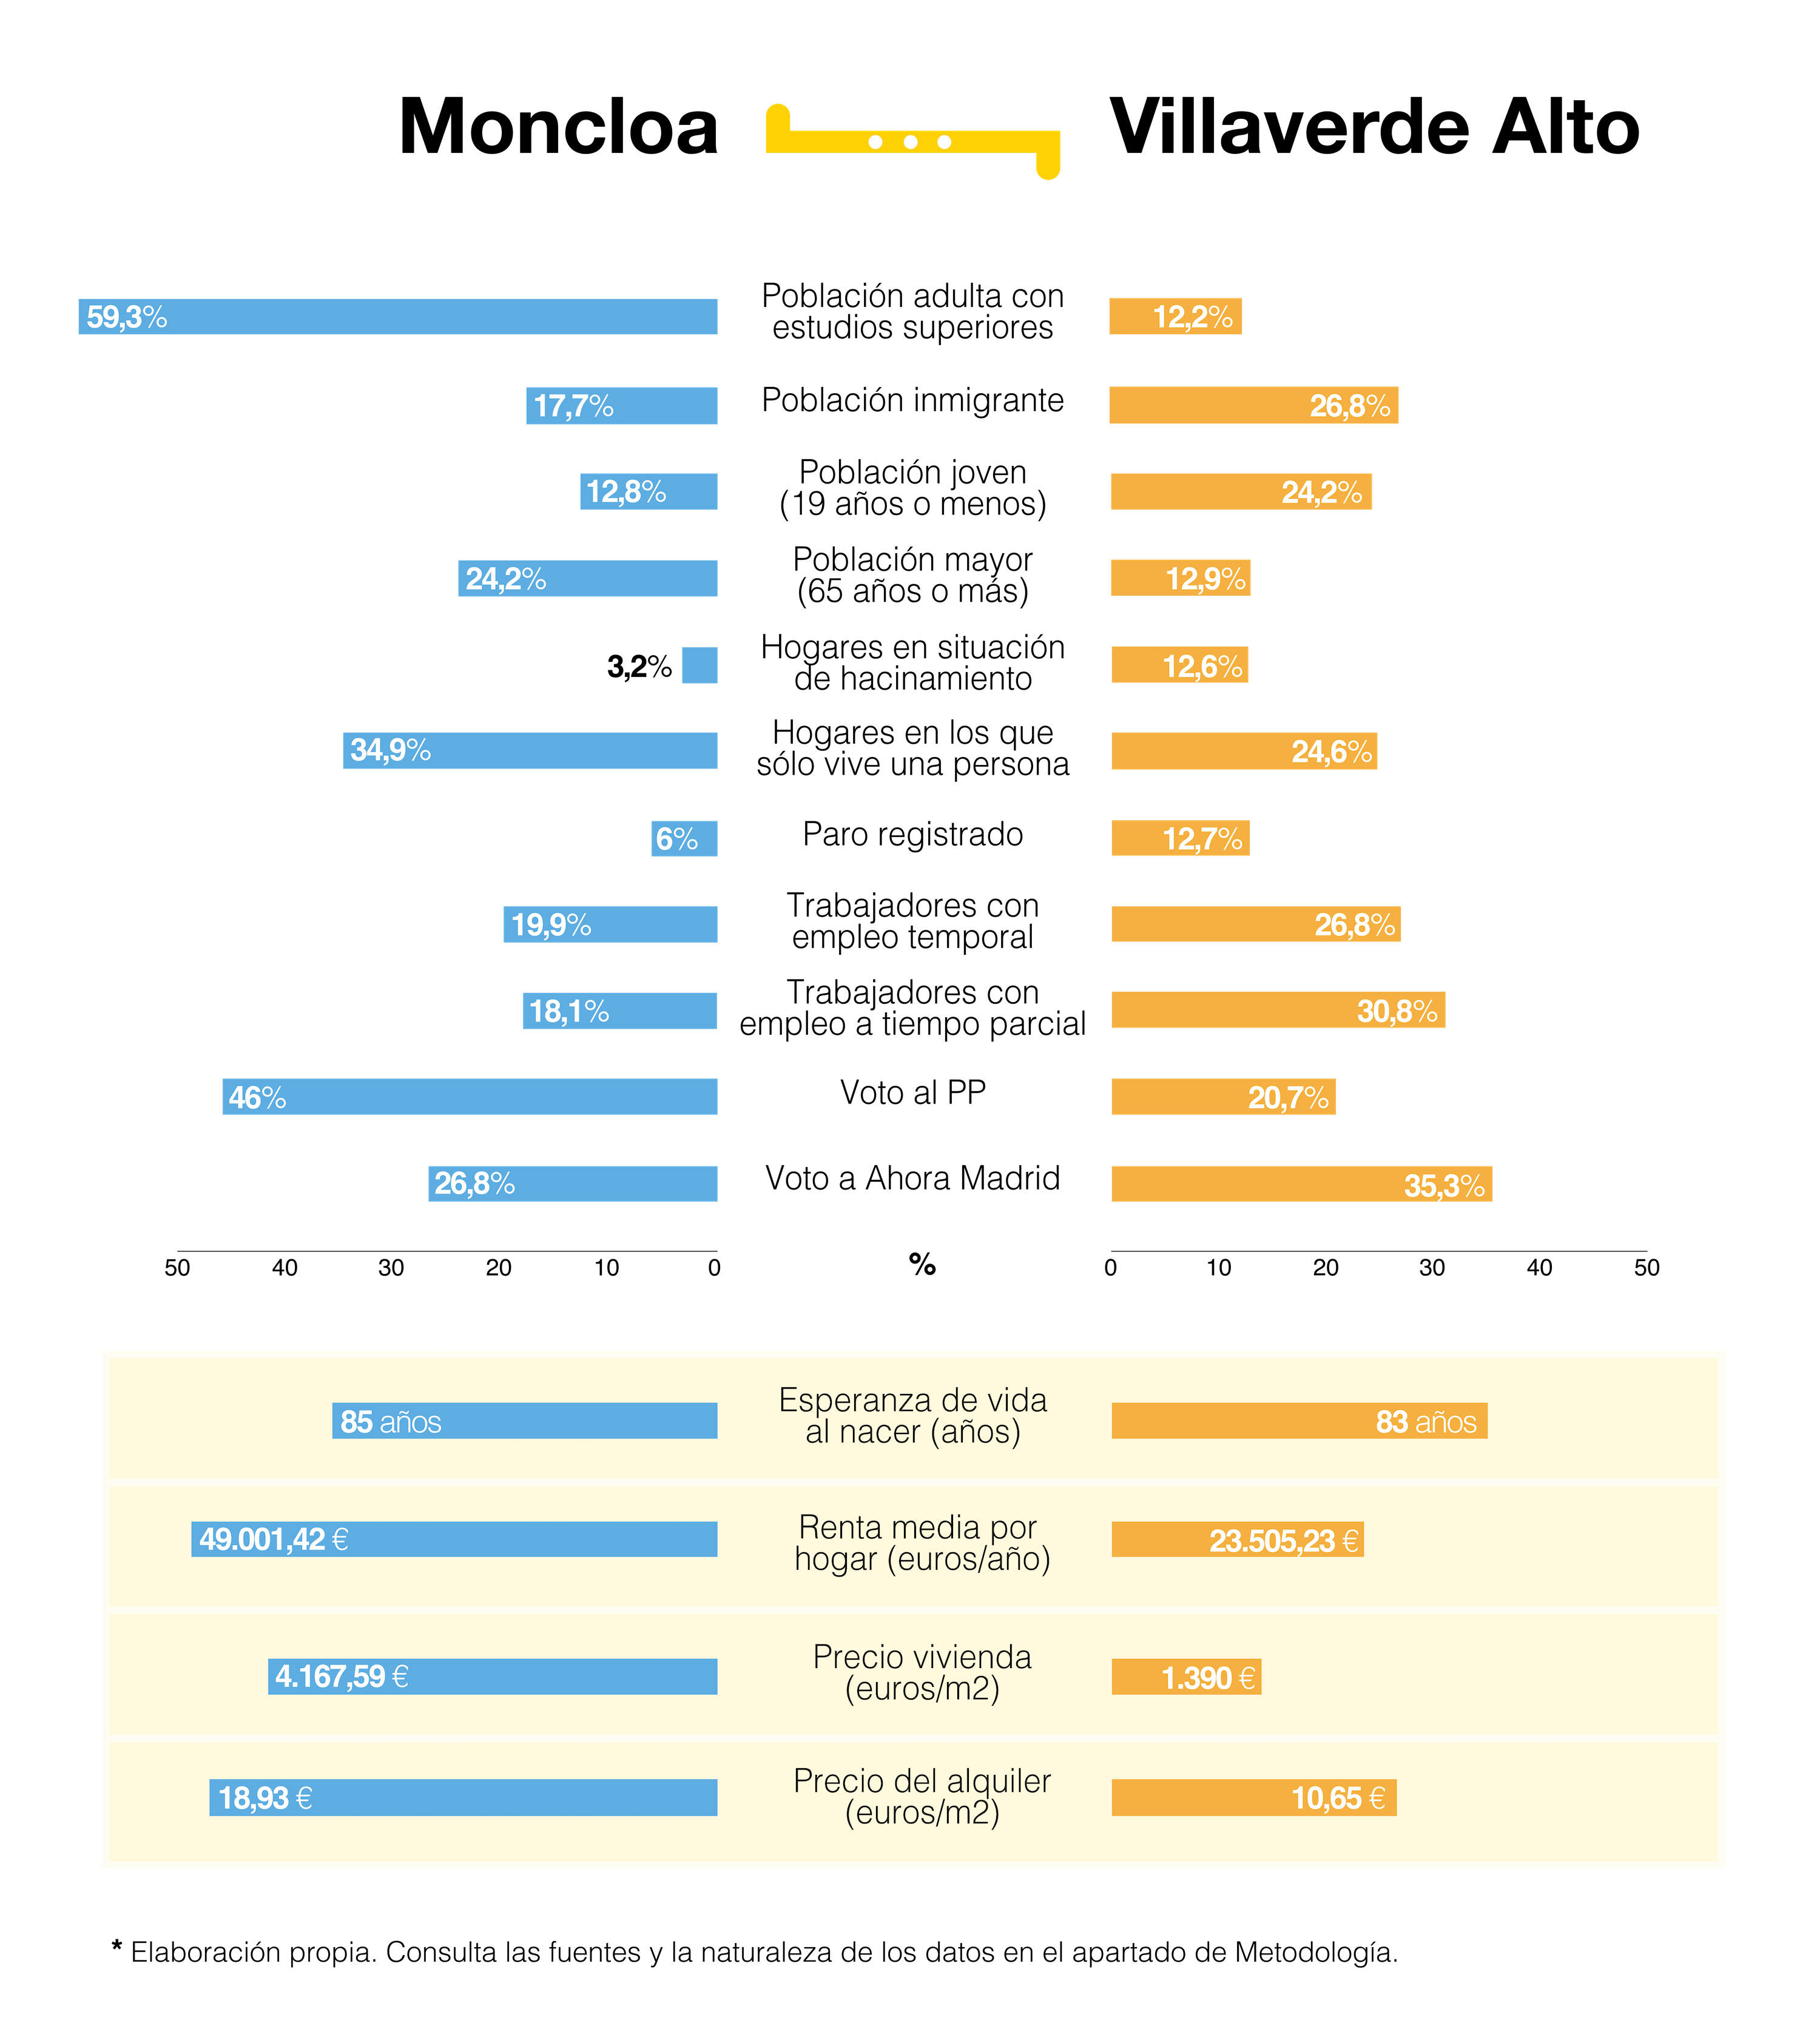 Moncloa Villaverde Alto
Población adulta con
estudios superiores
59,3% 12,2%
Población inmigrante
17,7% 26,8%
Población joven
(19 años o menos)
12,8% 24,2%
Población mayor
(65 años o más)
24,2% 12,9%
Hogares en situación
de hacinamiento
3,2% 12,6%
Hogares en los que
sólo vive una persona
34,9% 24,6%
Paro registrado
6% 12,7%
Trabajadores con
empleo temporal
19,9% 26,8%
Trabajadores con
empleo a tiempo parcial
18,1% 30,8%
Voto al PP
46% 20,7%
Voto a Ahora Madrid
26,8% 35,3%
50 40 30 20 10 0 % 0 10 20 30 40 50
Esperanza de vida
al nacer (años)
85 años 83 años
Renta media por
hogar (euros/año)
49.001,42 € 23.505,23 €
Precio vivienda
(euros/m2)
4.167,59 € 1.390 €
Precio del alquiler
(euros/m2)
18,93 € 10,65 €
* Elaboración propia. Consulta las fuentes y la naturaleza de los datos en el apartado de Metodología.